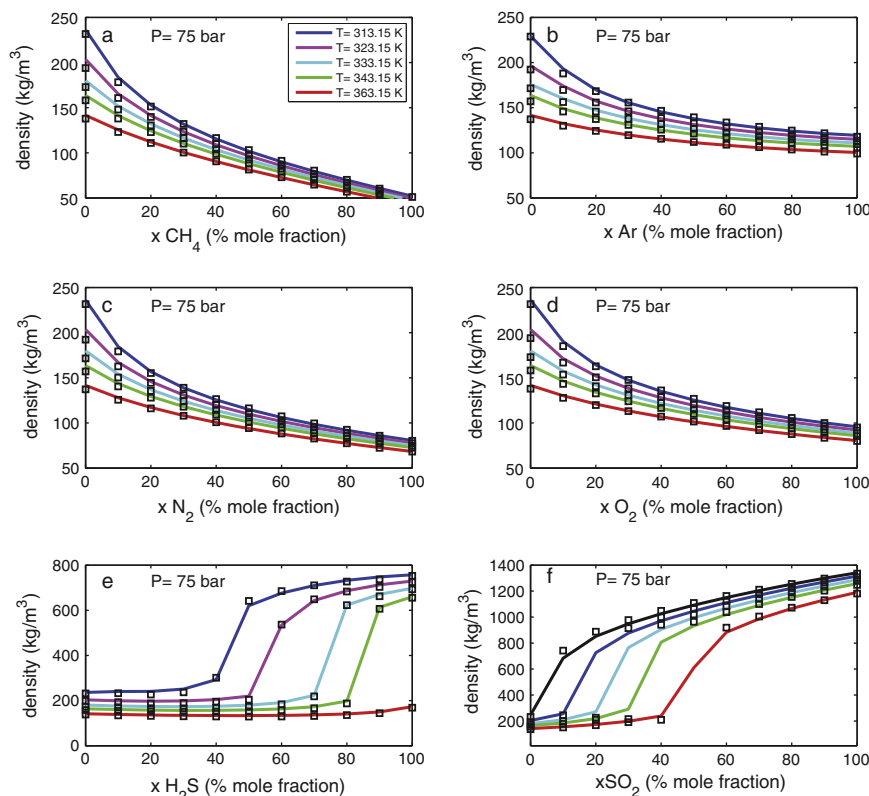 a
P= 75 bar
T= 313.15 K
T= 323.15 K
T= 333.15 K
T= 343.15 K
T= 363.15 K
250
200
150
100
50
0 20 40 60 80 100
density (kg/m³)
x CH₄ (% mole fraction)
b
P= 75 bar
250
200
150
100
50
0 20 40 60 80 100
density (kg/m³)
x Ar (% mole fraction)
c
P= 75 bar
250
200
150
100
50
0 20 40 60 80 100
density (kg/m³)
x N₂ (% mole fraction)
d
P= 75 bar
250
200
150
100
50
0 20 40 60 80 100
density (kg/m³)
x O₂ (% mole fraction)
e
P= 75 bar
800
600
400
200
0
0 20 40 60 80 100
density (kg/m³)
x H₂S (% mole fraction)
f
P= 75 bar
1400
1200
1000
800
600
400
200
0 20 40 60 80 100
density (kg/m³)
xSO₂ (% mole fraction)